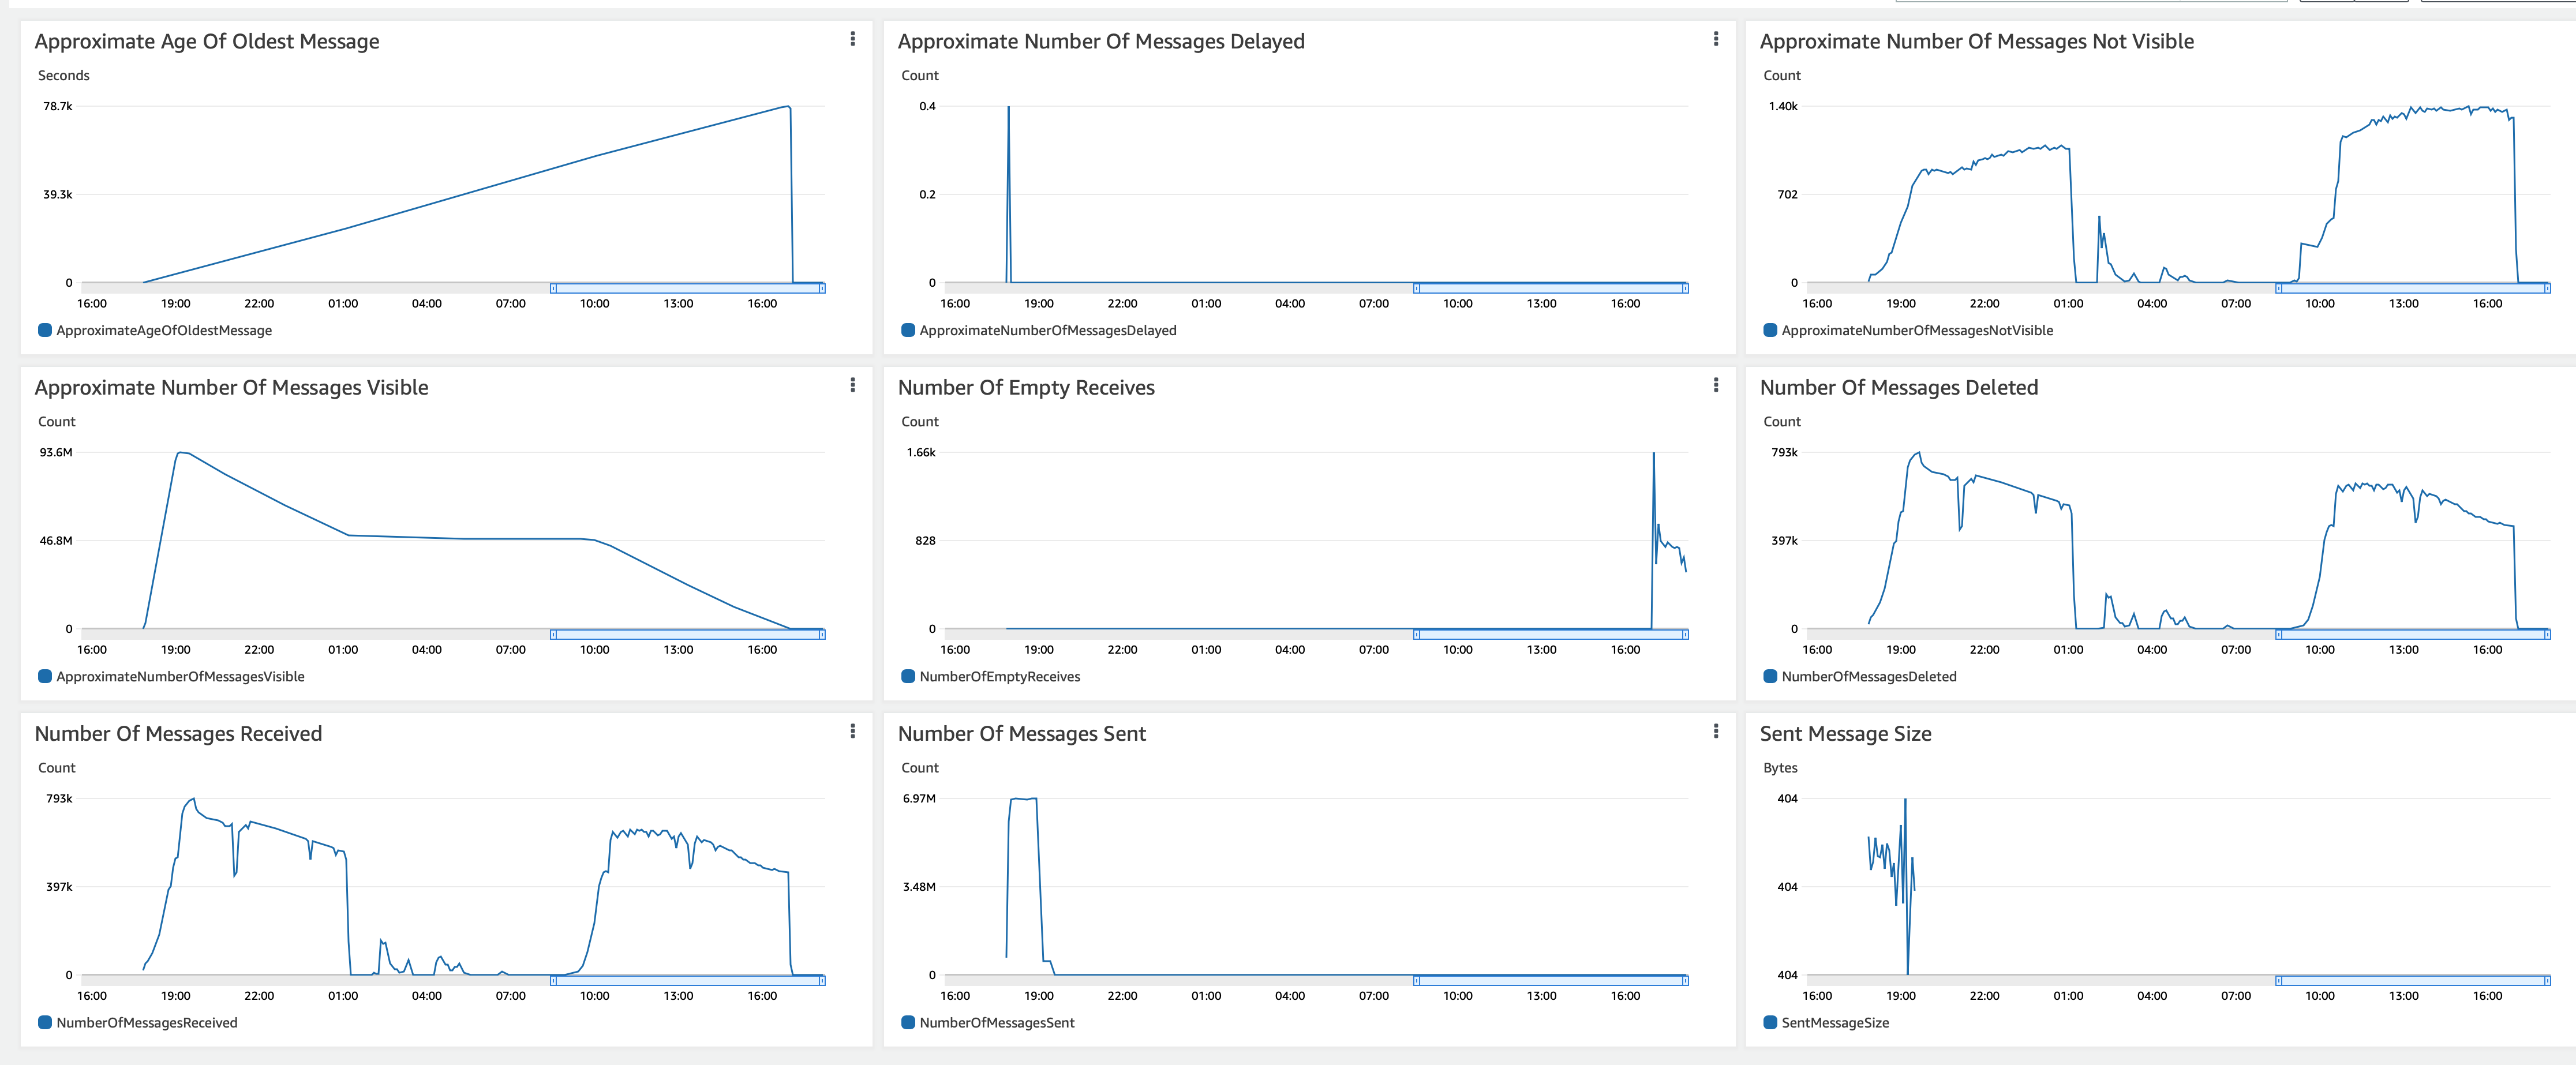 Approximate Age Of Oldest Message
Seconds
78.7k
39.3k
0
16:00 19:00 22:00 01:00 04:00 07:00 10:00 13:00 16:00
ApproximateAgeOfOldestMessage
Approximate Number Of Messages Delayed
Count
0.4
0.2
0
16:00 19:00 22:00 01:00 04:00 07:00 10:00 13:00 16:00
ApproximateNumberOfMessagesDelayed
Approximate Number Of Messages Not Visible
Count
1.40k
702
0
16:00 19:00 22:00 01:00 04:00 07:00 10:00 13:00 16:00
ApproximateNumberOfMessagesNotVisible
Approximate Number Of Messages Visible
Count
93.6M
46.8M
0
16:00 19:00 22:00 01:00 04:00 07:00 10:00 13:00 16:00
ApproximateNumberOfMessagesVisible
Number Of Empty Receives
Count
1.66k
828
0
16:00 19:00 22:00 01:00 04:00 07:00 10:00 13:00 16:00
NumberOfEmptyReceives
Number Of Messages Deleted
Count
793k
397k
0
16:00 19:00 22:00 01:00 04:00 07:00 10:00 13:00 16:00
NumberOfMessagesDeleted
Number Of Messages Received
Count
793k
397k
0
16:00 19:00 22:00 01:00 04:00 07:00 10:00 13:00 16:00
NumberOfMessagesReceived
Number Of Messages Sent
Count
6.97M
3.48M
0
16:00 19:00 22:00 01:00 04:00 07:00 10:00 13:00 16:00
NumberOfMessagesSent
Sent Message Size
Bytes
404
404
404
16:00 19:00 22:00 01:00 04:00 07:00 10:00 13:00 16:00
SentMessageSize